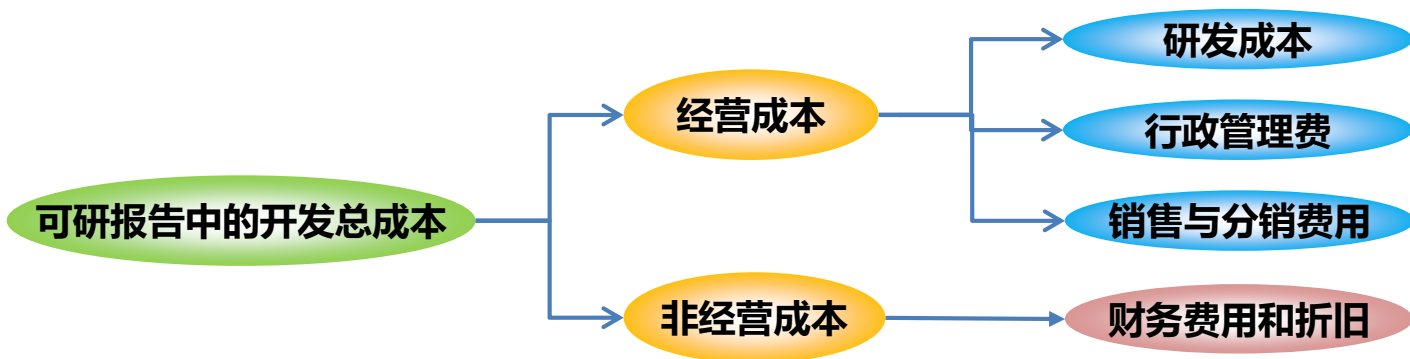 研发成本
经营成本
行政管理费
可研报告中的开发总成本
销售与分销费用
非经营成本
财务费用和折旧